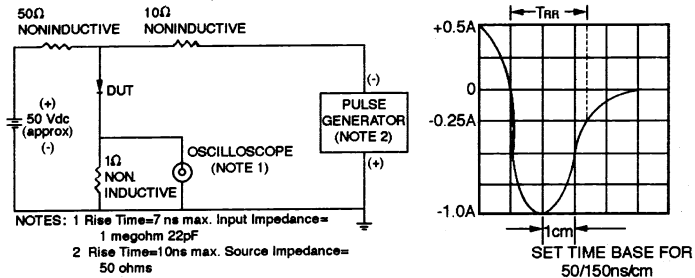 50Ω
NONINDUCTIVE
10Ω
NONINDUCTIVE
DUT
(+)
50 Vdc
(approx)
(-)
1Ω
NON.
INDUCTIVE
OSCILLOSCOPE
(NOTE 1)
(-)
PULSE
GENERATOR
(NOTE 2)
(+)
NOTES: 1 Rise Time=7 ns max. Input Impedance=
1 megohm 22pF
2 Rise Time=10ns max. Source Impedance=
50 ohms
TRR
+0.5A
0
-0.25A
-1.0A
1cm
SET TIME BASE FOR
50/150ns/cm